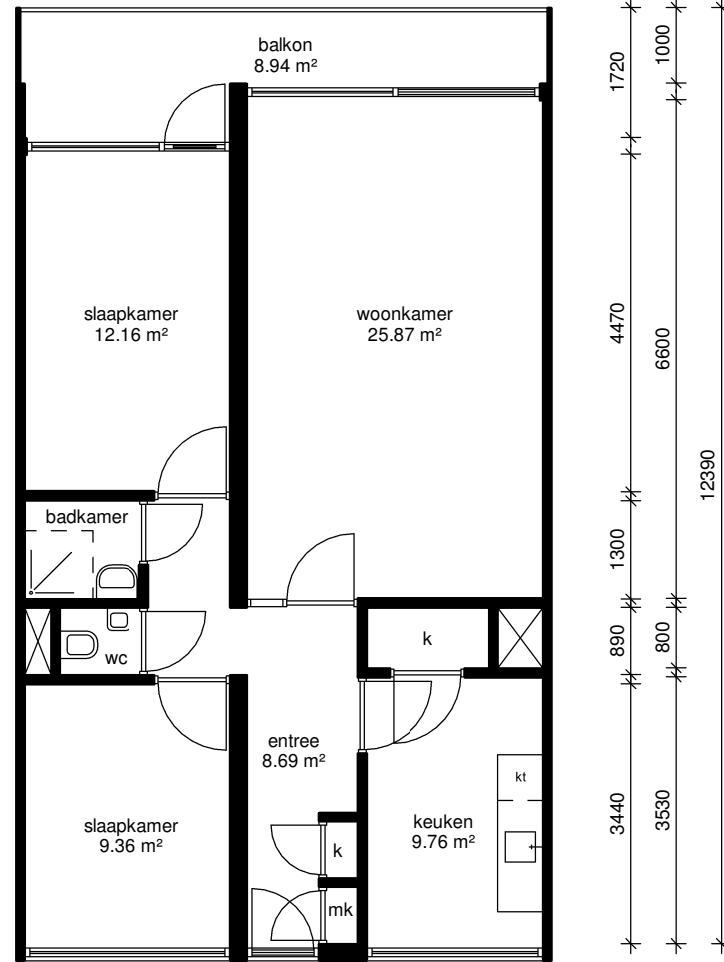 balkon
8.94 m²
slaapkamer
12.16 m²
woonkamer
25.87 m²
badkamer
wc
k
entree
8.69 m²
slaapkamer
9.36 m²
keuken
9.76 m²
kt
k
mk
1720
1000
4470
6600
12390
1300
890
800
3440
3530